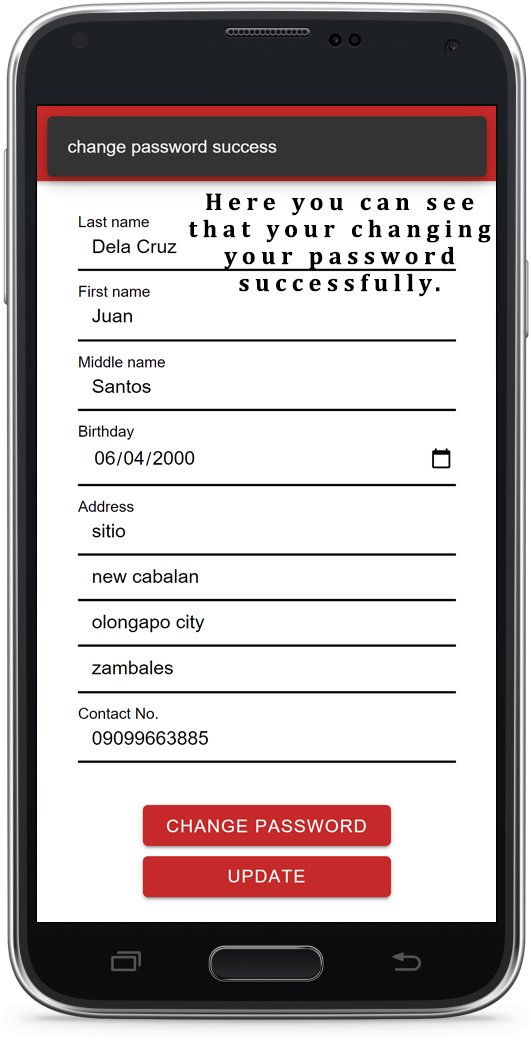 change password success
Here you can see
that your changing
your password
successfully.
Last name
Dela Cruz
First name
Juan
Middle name
Santos
Birthday
06/04/2000
Address
sitio
new cabalan
olongapo city
zambales
Contact No.
09099663885
CHANGE PASSWORD
UPDATE